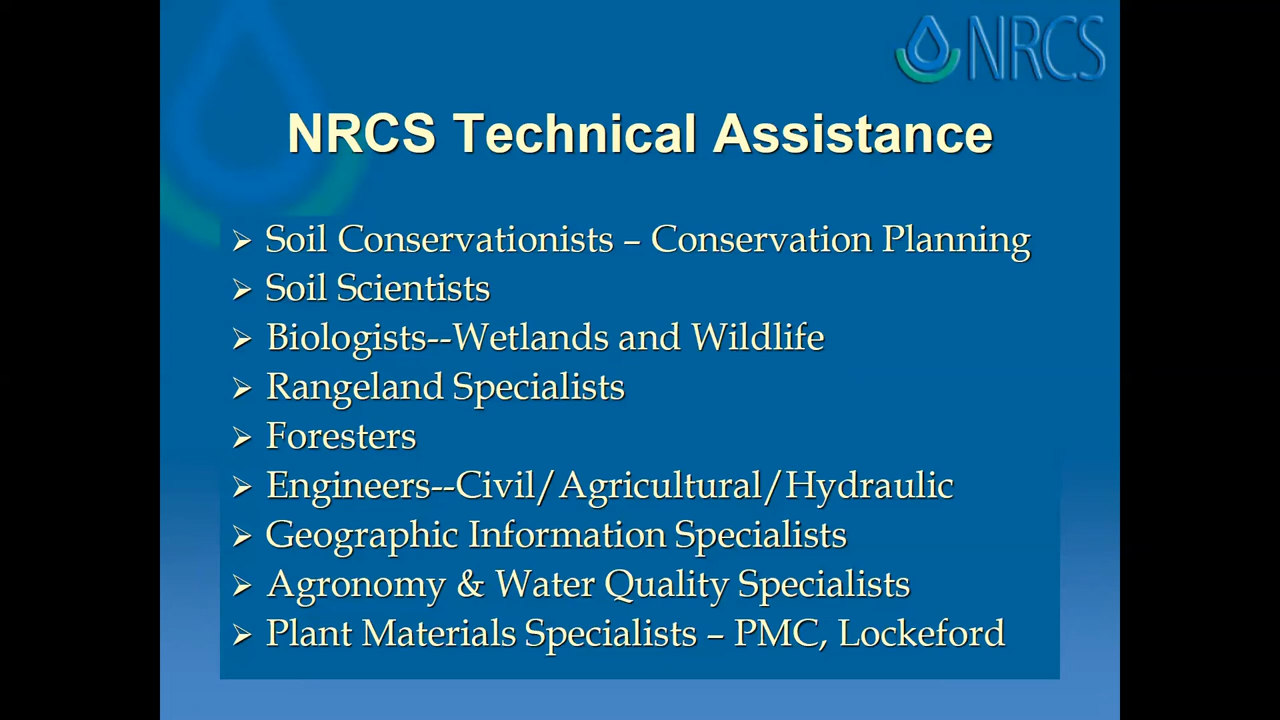 NRCS
NRCS Technical Assistance
➢ Soil Conservationists – Conservation Planning
➢ Soil Scientists
➢ Biologists--Wetlands and Wildlife
➢ Rangeland Specialists
➢ Foresters
➢ Engineers--Civil/Agricultural/Hydraulic
➢ Geographic Information Specialists
➢ Agronomy & Water Quality Specialists
➢ Plant Materials Specialists – PMC, Lockeford